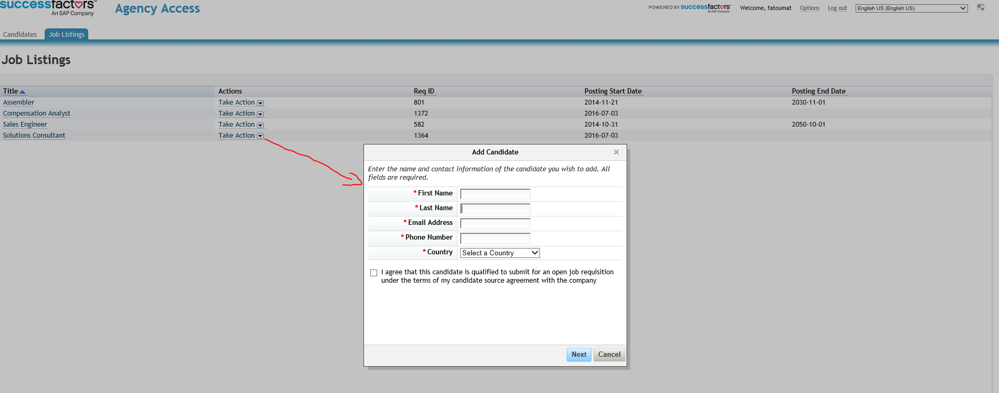 successfactors™
An SAP Company
Agency Access
POWERED BY successfactors™
An SAP Company
Welcome, fatoumat
Options
Log out
English US (English US)
Candidates
Job Listings
Job Listings
Title Actions Req ID Posting Start Date Posting End Date
Assembler Take Action 801 2014-11-21 2030-11-01
Compensation Analyst Take Action 1372 2016-07-03
Sales Engineer Take Action 582 2014-10-31 2050-10-01
Solutions Consultant Take Action 1364 2016-07-03
Add Candidate
Enter the name and contact information of the candidate you wish to add. All
fields are required.
* First Name
* Last Name
* Email Address
* Phone Number
* Country Select a Country
I agree that this candidate is qualified to submit for an open job requisition
under the terms of my candidate source agreement with the company
Next Cancel